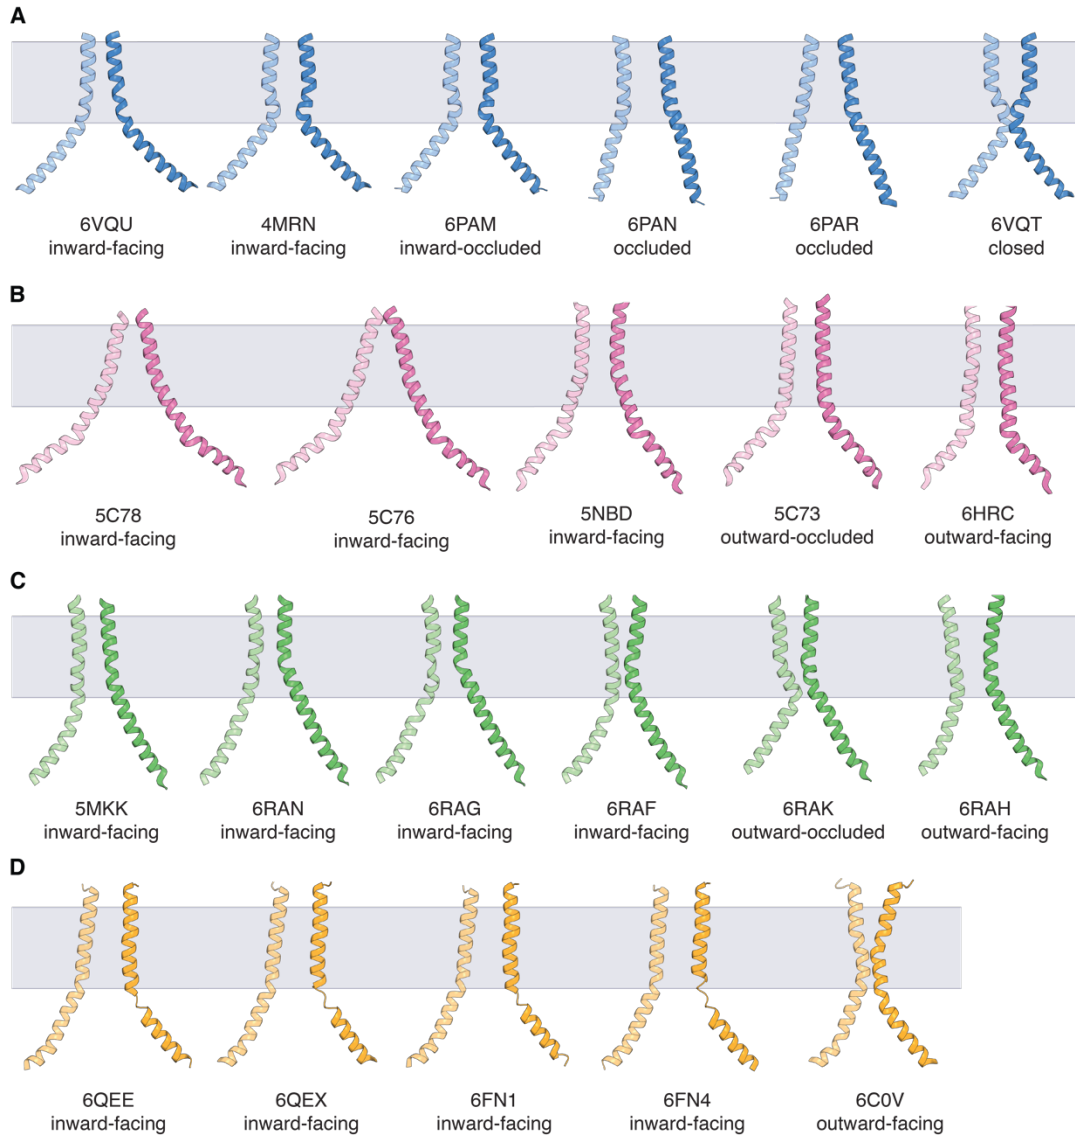 A
6VQU 4MRN 6PAM 6PAN 6PAR 6VQT
inward-facing inward-facing inward-occluded occluded occluded closed
B
5C78 5C76 5NBD 5C73 6HRC
inward-facing inward-facing inward-facing outward-occluded outward-facing
C
5MKK 6RAN 6RAG 6RAF 6RAK 6RAH
inward-facing inward-facing inward-facing inward-facing outward-occluded outward-facing
D
6QEE 6QEX 6FN1 6FN4 6C0V
inward-facing inward-facing inward-facing inward-facing outward-facing